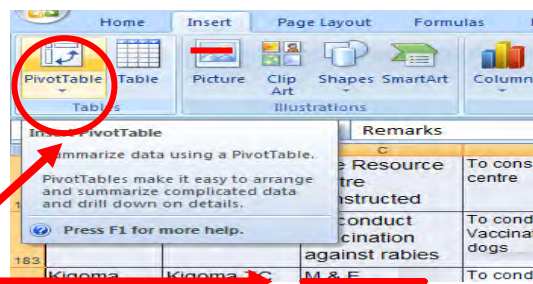 Home Insert Page Layout Formulas
PivotTable Table Picture Clip Art Shapes SmartArt Column
Tables Illustrations
Insert PivotTable
Summarize data using a PivotTable.
PivotTables make it easy to arrange
and summarize complicated data
and drill down on details.
Press F1 for more help.
Remarks
C
Resource
constructed
To cons
centre
conduct
against rabies
To cond
Vaccinat
dogs
183
Kigoma Kigoma TC M & E To cond